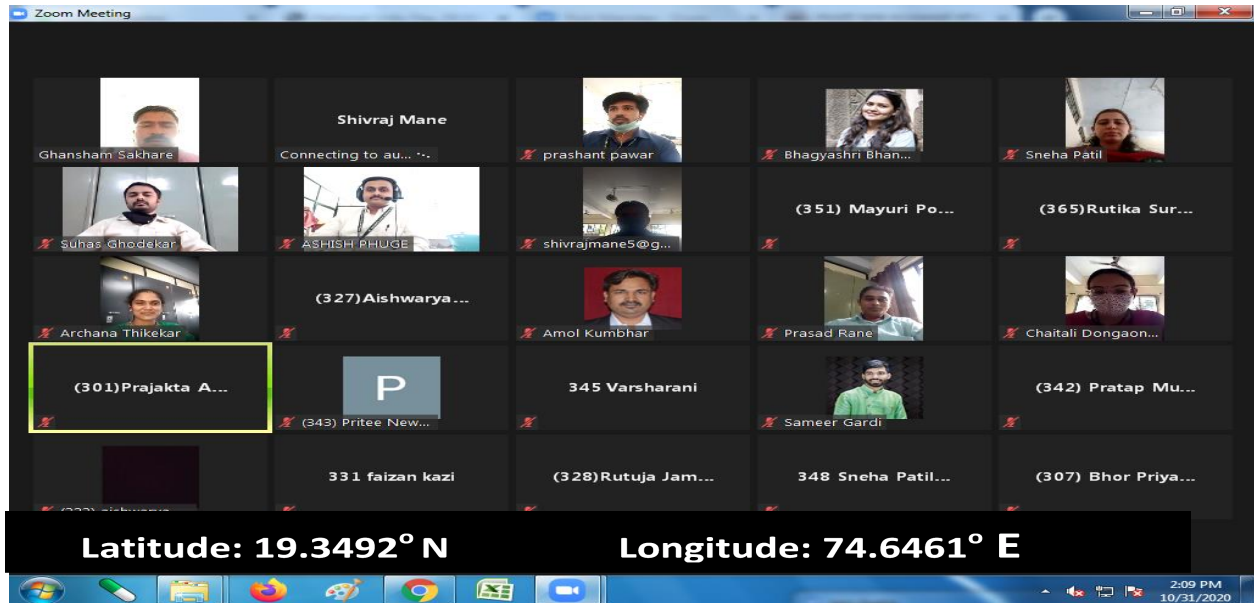 Zoom Meeting
Shivraj Mane
Ghansham Sakhare
Connecting to au...
prashant pawar
Bhagyashri Bhan...
Sneha Patil
(351) Mayuri Po...
(365)Rutika Sur...
Suhas Ghodekar
ASHISH PHUGE
shivrajmane5@g...
(327)Aishwarya...
Archana Thikekar
Amol Kumbhar
Prasad Rane
Chaitali Dongaon...
(301)Prajakta A...
P
345 Varsharani
(342) Pratap Mu...
(343) Pritee New...
Sameer Gardi
331 faizan kazi
(328)Rutuja Jam...
348 Sneha Patil...
(307) Bhor Priya...
Latitude: 19.3492° N
Longitude: 74.6461° E
2:09 PM
10/31/2020